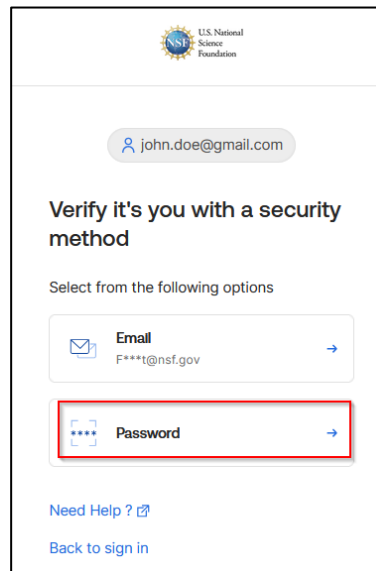 NSF
U.S. National
Science
Foundation
john.doe@gmail.com
Verify it's you with a security
method
Select from the following options
Email
F***t@nsf.gov
****
Password
Need Help ?
Back to sign in